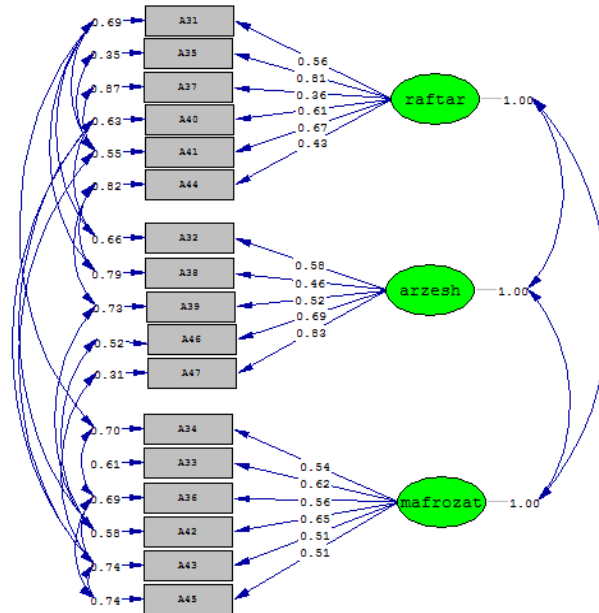 0.69 A31
0.35 A35
0.87 A37
0.63 A40
0.55 A41
0.82 A44
0.56
0.81
0.36
0.61
0.67
0.43
raftar 1.00
0.66 A32
0.79 A38
0.73 A39
0.52 A46
0.31 A47
0.58
0.46
0.52
0.69
0.83
arzesh 1.00
0.70 A34
0.61 A33
0.69 A36
0.58 A42
0.74 A43
0.74 A45
0.54
0.62
0.56
0.65
0.51
0.51
mafrozat 1.00